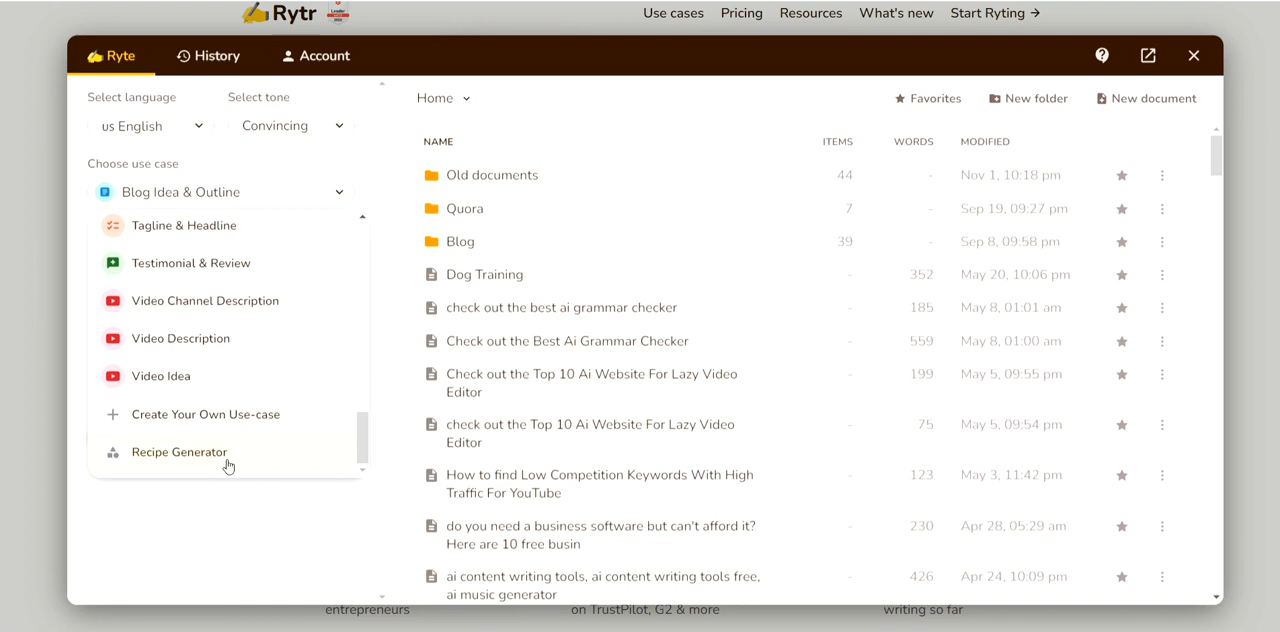 Rytr
Use cases
Pricing
Resources
What's new
Start Ryting →
Ryte
History
Account
Select language
Select tone
us English
Convincing
Choose use case
Blog Idea & Outline
Tagline & Headline
Testimonial & Review
Video Channel Description
Video Description
Video Idea
Create Your Own Use-case
Recipe Generator
Home
Favorites
New folder
New document
NAME ITEMS WORDS MODIFIED
Old documents 44 - Nov 1, 10:18 pm
Quora 7 - Sep 19, 09:27 pm
Blog 39 - Sep 8, 09:58 pm
Dog Training - 352 May 20, 10:06 pm
check out the best ai grammar checker - 185 May 8, 01:01 am
Check out the Best Ai Grammar Checker - 559 May 8, 01:00 am
Check out the Top 10 Ai Website For Lazy Video - 199 May 5, 09:55 pm
Editor
check out the Top 10 Ai Website For Lazy Video - 75 May 5, 09:54 pm
Editor
How to find Low Competition Keywords With High - 123 May 3, 11:42 pm
Traffic For YouTube
do you need a business software but can't afford it? - 230 Apr 28, 05:29 am
Here are 10 free busin
ai content writing tools, ai content writing tools free, - 426 Apr 24, 10:09 pm
ai music generator
entrepreneurs
on TrustPilot, G2 & more
writing so far